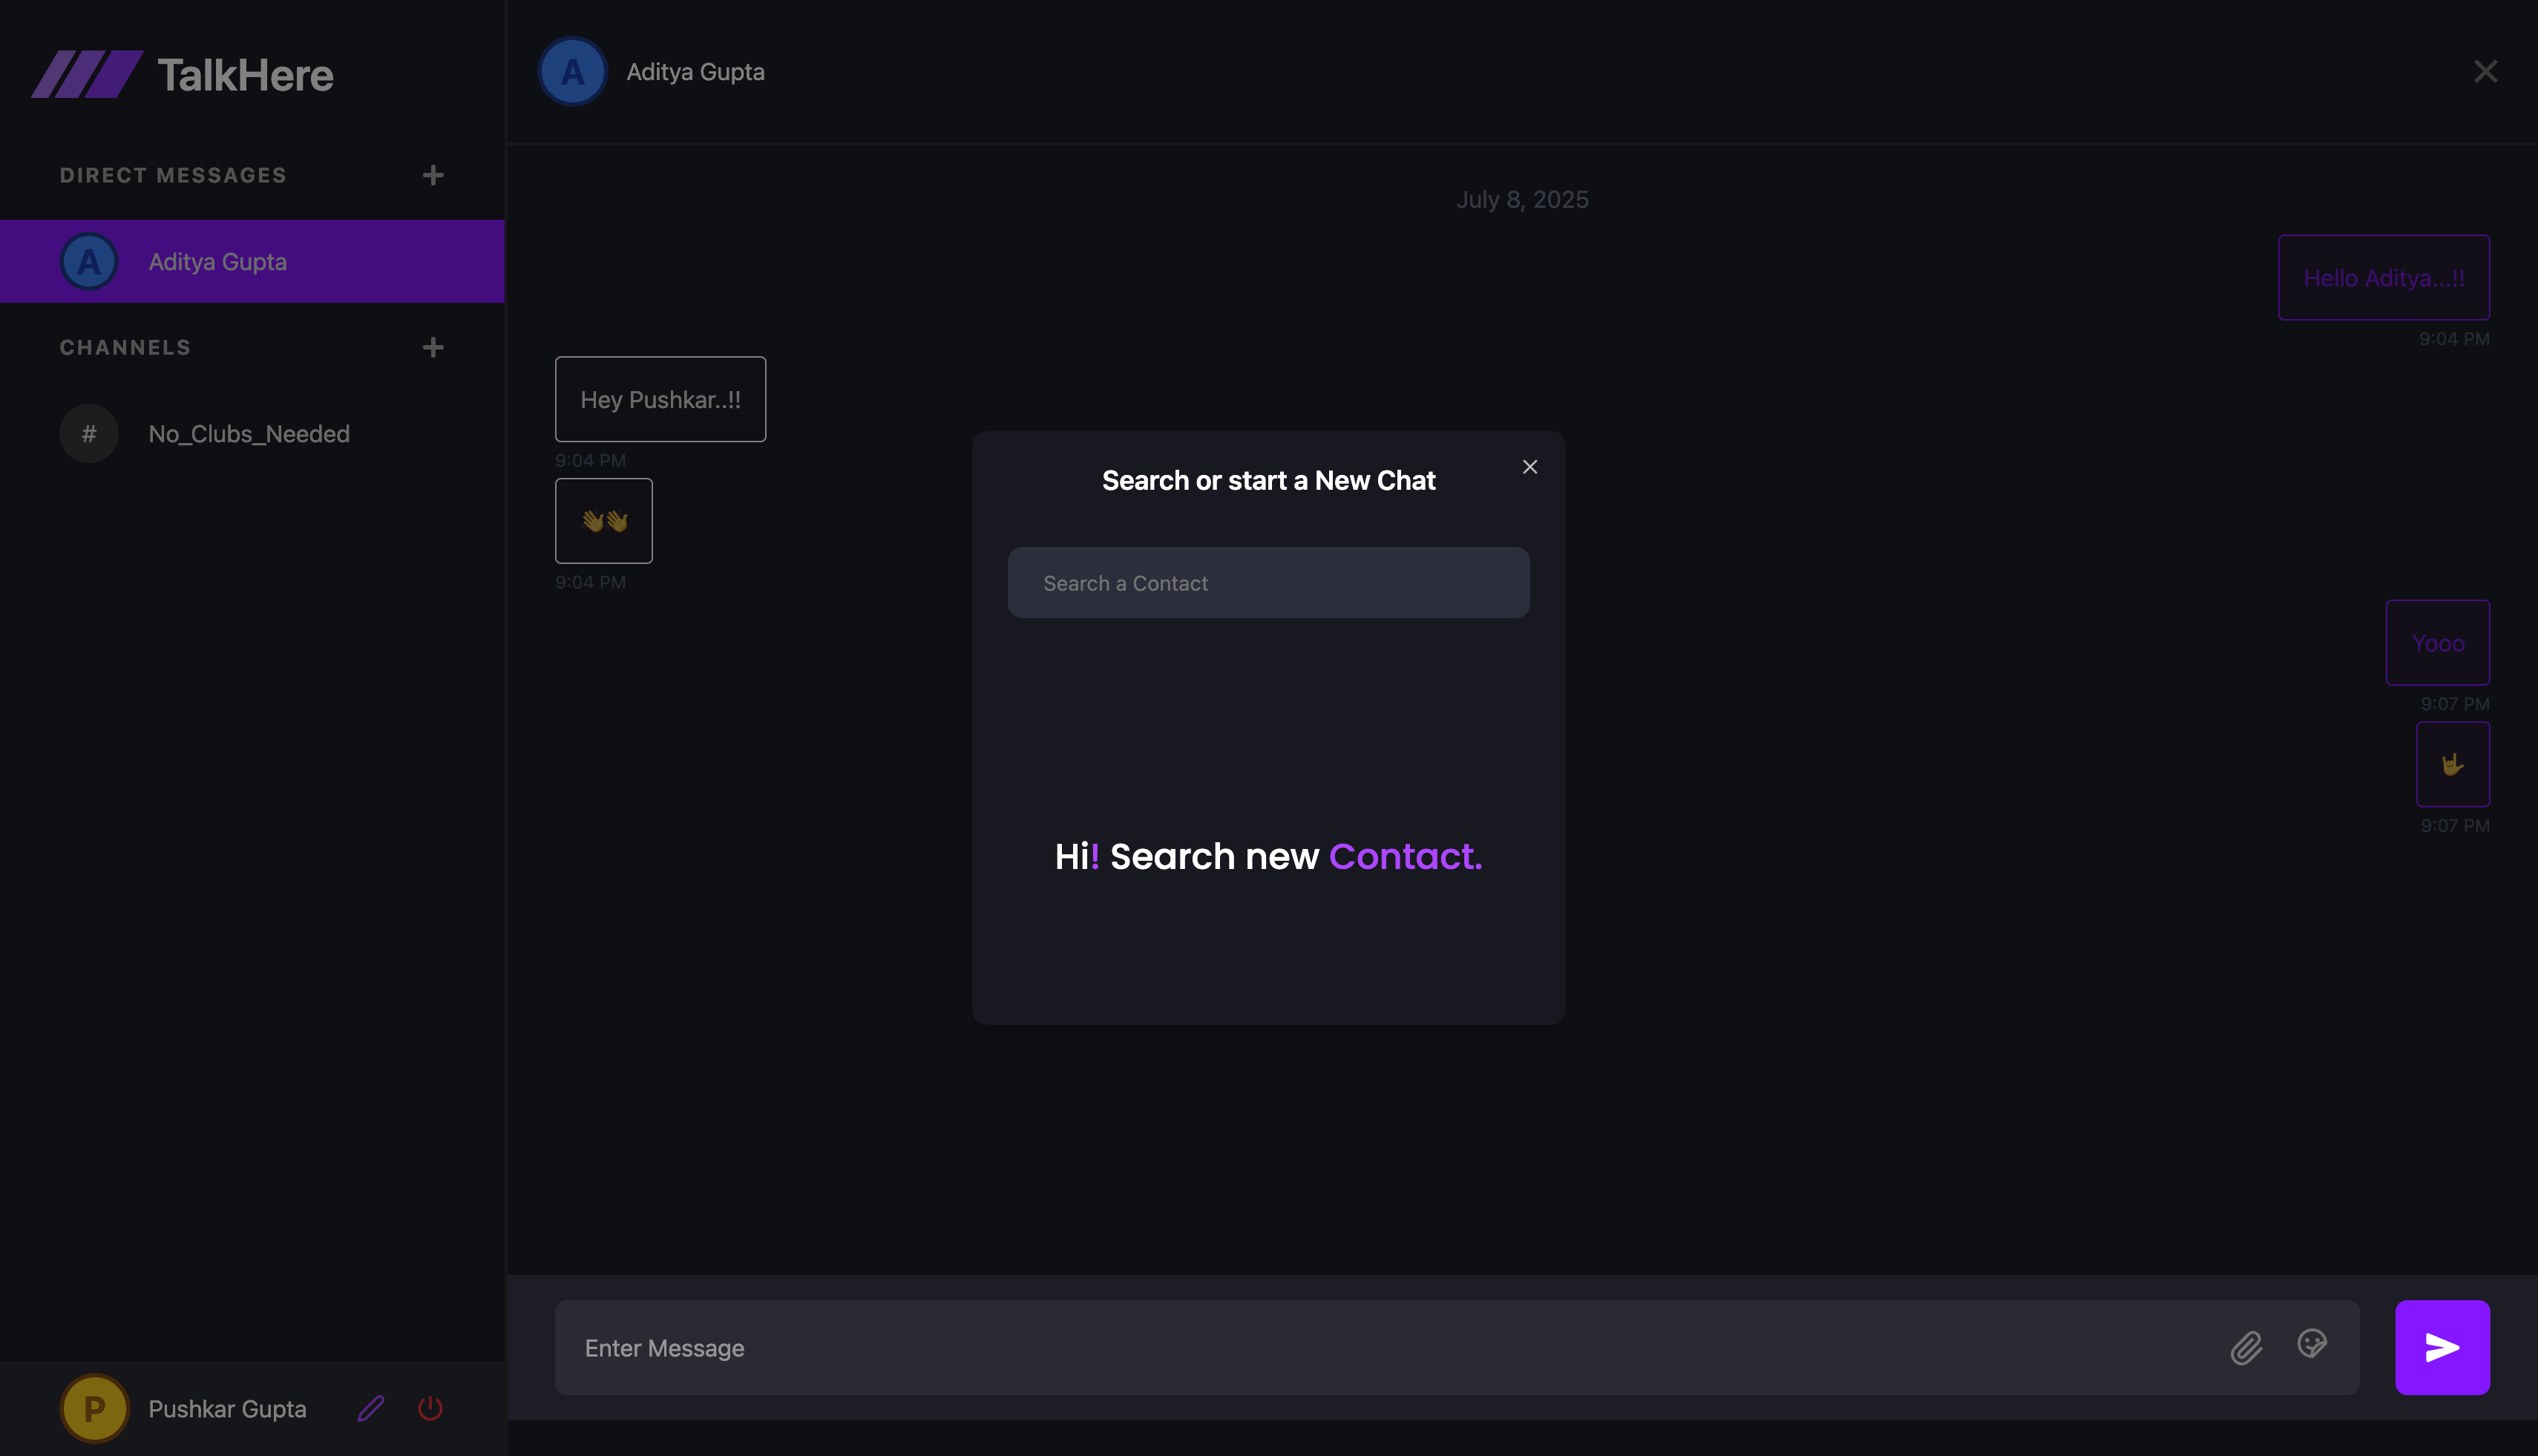 TalkHere
DIRECT MESSAGES
A Aditya Gupta
CHANNELS
# No_Clubs_Needed
P Pushkar Gupta
A Aditya Gupta
July 8, 2025
Hello Aditya...!!
9:04 PM
Hey Pushkar..!!
9:04 PM
👋👋
9:04 PM
Yooo
9:07 PM
🤟
9:07 PM
Search or start a New Chat
Search a Contact
Hi! Search new Contact.
Enter Message